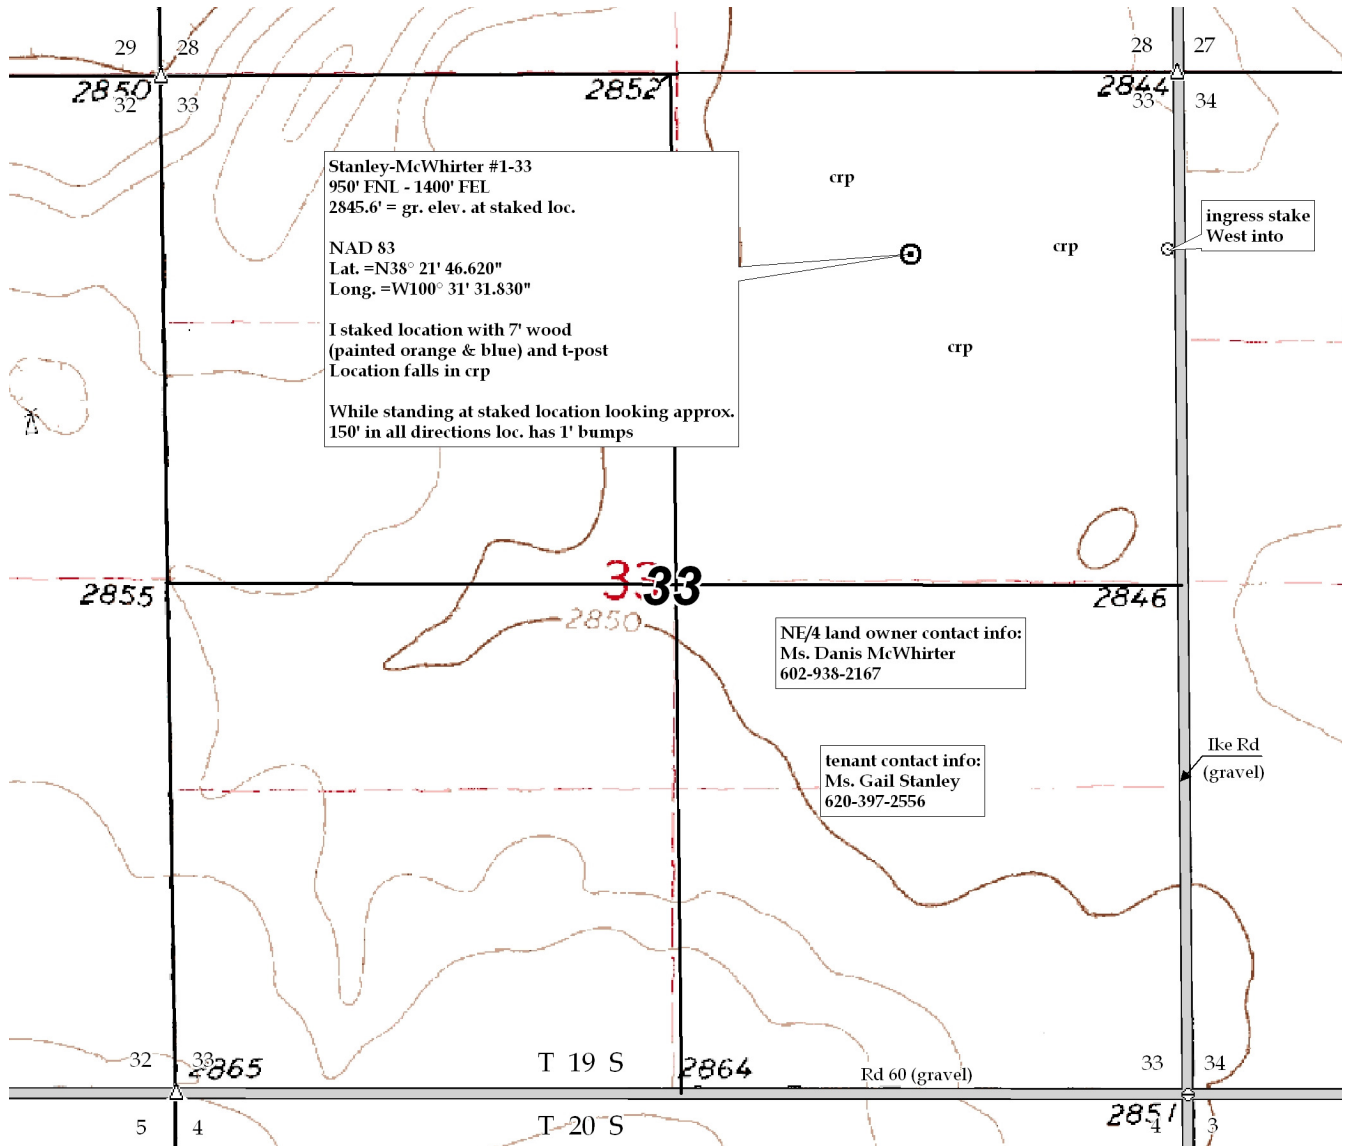 29 28
28 27
2850
2852
2844
32 33
33 34
Stanley-McWhirter #1-33
950' FNL - 1400' FEL
2845.6' = gr. elev. at staked loc.
NAD 83
Lat. =N38° 21' 46.620"
Long. =W100° 31' 31.830"
I staked location with 7' wood
(painted orange & blue) and t-post
Location falls in crp
While standing at staked location looking approx.
150' in all directions loc. has 1' bumps
crp
crp
crp
ingress stake
West into
2855
33
33
2846
2850
NE/4 land owner contact info:
Ms. Danis McWhirter
602-938-2167
tenant contact info:
Ms. Gail Stanley
620-397-2556
Ike Rd
(gravel)
32 33
2865
T 19 S
2864
Rd 60 (gravel)
33 34
5 4
T 20 S
2851
4 3